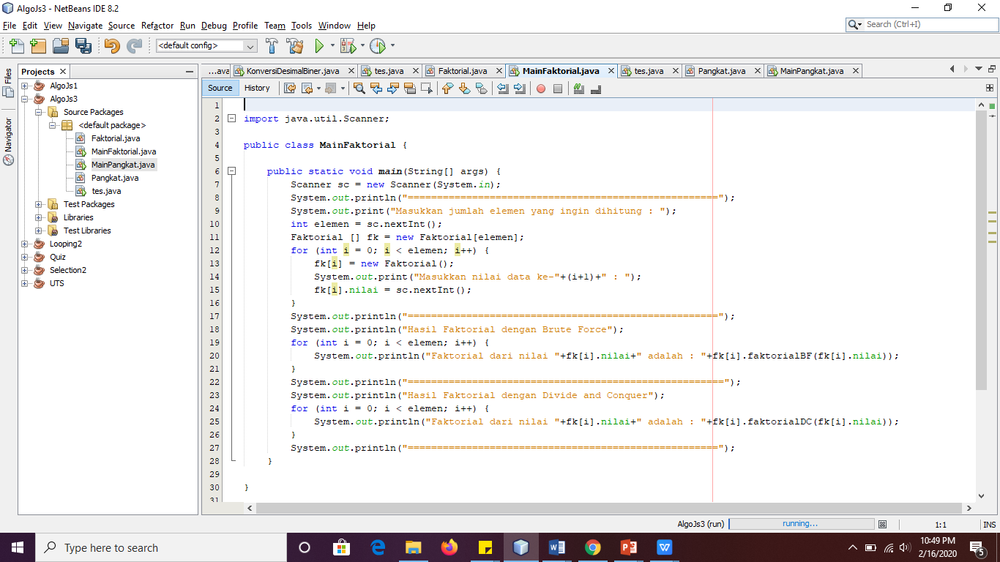 AlgoJs3 - NetBeans IDE 8.2
File Edit View Navigate Source Refactor Run Debug Profile Team Tools Window Help
Search (Ctrl+I)
<default config>
Files
Navigator
Projects
AlgoJs1
AlgoJs3
Source Packages
<default package>
Faktorial.java
MainFaktorial.java
MainPangkat.java
Pangkat.java
tes.java
Test Packages
Libraries
Test Libraries
Looping2
Quiz
Selection2
UTS
...ava KonversiDesimalBiner.java tes.java Faktorial.java MainFaktorial.java tes.java Pangkat.java MainPangkat.java
Source History
1
2 import java.util.Scanner;
3
4 public class MainFaktorial {
5
6 public static void main(String[] args) {
7 Scanner sc = new Scanner(System.in);
8 System.out.println("=====================================================");
9 System.out.print("Masukkan jumlah elemen yang ingin dihitung : ");
10 int elemen = sc.nextInt();
11 Faktorial [] fk = new Faktorial[elemen];
12 for (int i = 0; i < elemen; i++) {
13 fk[i] = new Faktorial();
14 System.out.print("Masukkan nilai data ke-"+(i+1)+" : ");
15 fk[i].nilai = sc.nextInt();
16 }
17 System.out.println("=====================================================");
18 System.out.println("Hasil Faktorial dengan Brute Force");
19 for (int i = 0; i < elemen; i++) {
20 System.out.println("Faktorial dari nilai "+fk[i].nilai+" adalah : "+fk[i].faktorialBF(fk[i].nilai));
21 }
22 System.out.println("======================================================");
23 System.out.println("Hasil Faktorial dengan Divide and Conquer");
24 for (int i = 0; i < elemen; i++) {
25 System.out.println("Faktorial dari nilai "+fk[i].nilai+" adalah : "+fk[i].faktorialDC(fk[i].nilai));
26 }
27 System.out.println("=====================================================");
28 }
29
30 }
31
AlgoJs3 (run) running... 1:1 INS
Type here to search
10:49 PM
2/16/2020
5